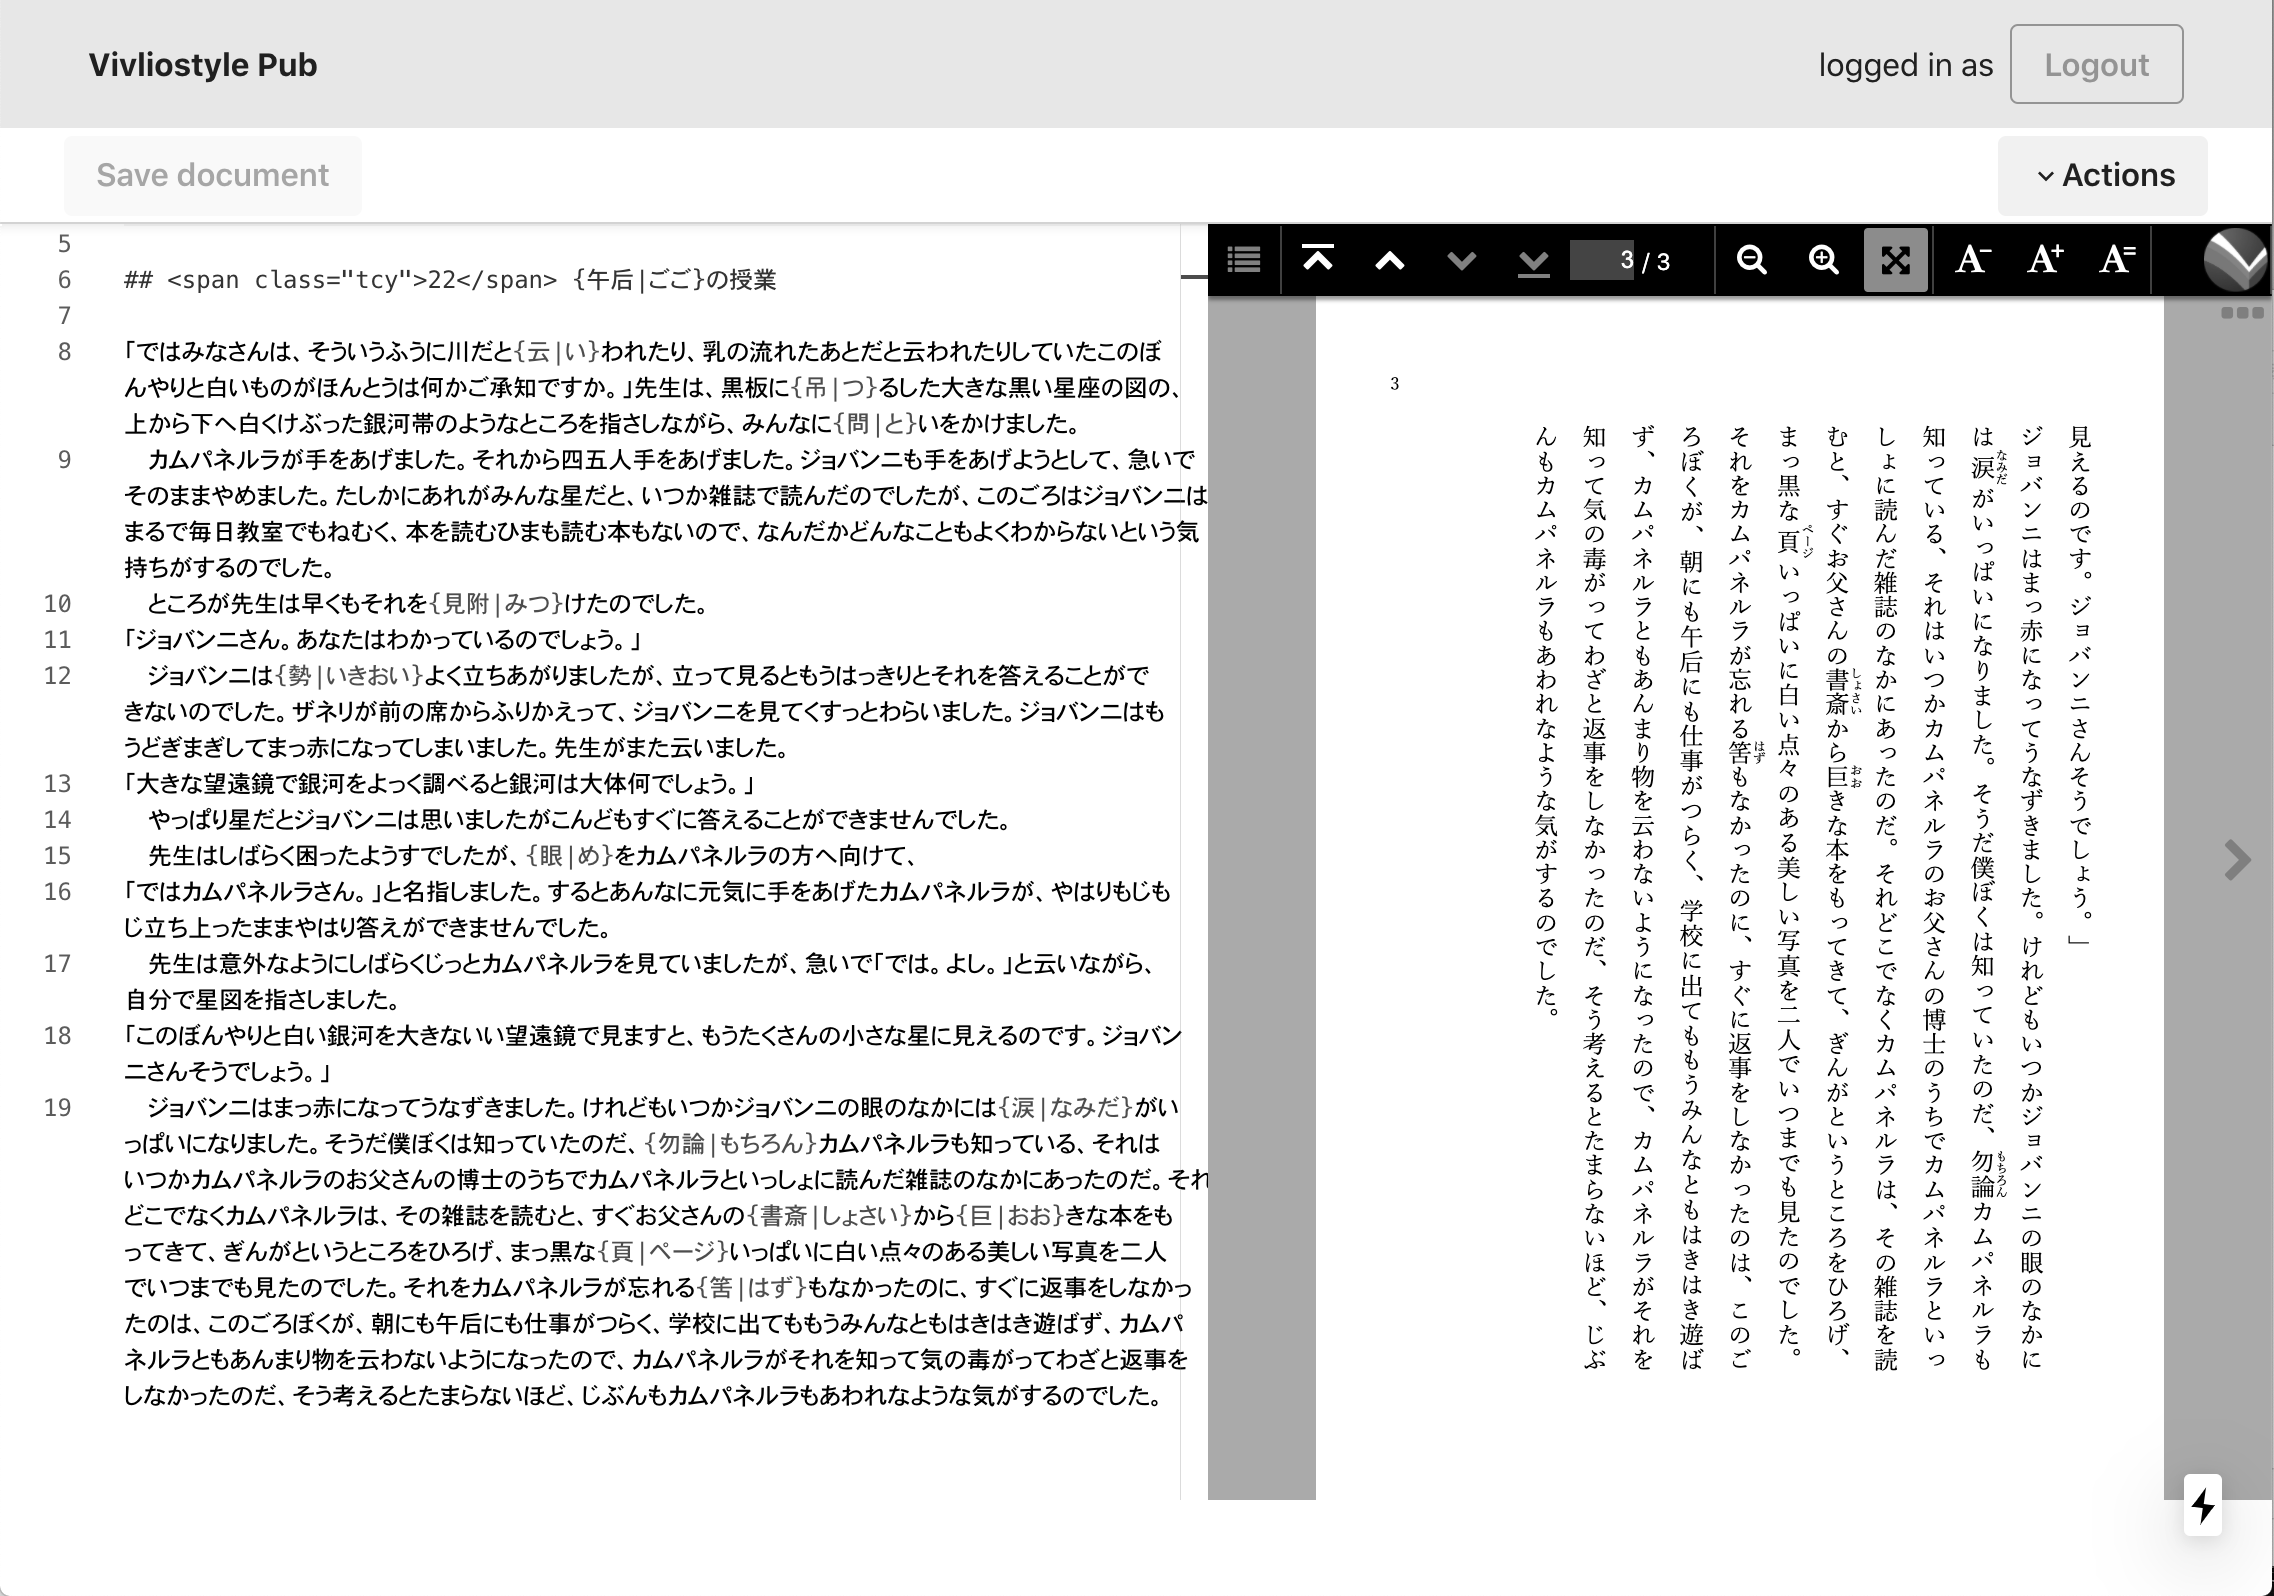 Vivliostyle Pub
logged in as
Logout
Save document
Actions
5
6 ## <span class="tcy">22</span> {午后|ごご}の授業
7
8 「ではみなさんは、そういうふうに川だと{云|い}われたり、乳の流れたあとだと云われたりしていたこのぼ
んやりと白いものがほんとうは何かご承知ですか。」先生は、黒板に{吊|つ}るした大きな黒い星座の図の、
上から下へ白くけぶった銀河帯のようなところを指さしながら、みんなに{問|と}いをかけました。
9 　カムパネルラが手をあげました。それから四五人手をあげました。ジョバンニも手をあげようとして、急いで
そのままやめました。たしかにあれがみんな星だと、いつか雑誌で読んだのでしたが、このごろはジョバンニは
まるで毎日教室でもねむく、本を読むひまも読む本もないので、なんだかどんなこともよくわからないという気
持ちがするのでした。
10 　ところが先生は早くもそれを{見附|みつ}けたのでした。
11 「ジョバンニさん。あなたはわかっているのでしょう。」
12 　ジョバンニは{勢|いきおい}よく立ちあがりましたが、立って見るともうはっきりとそれを答えることがで
きないのでした。ザネリが前の席からふりかえって、ジョバンニを見てくすっとわらいました。ジョバンニはも
うどぎまぎしてまっ赤になってしまいました。先生がまた云いました。
13 「大きな望遠鏡で銀河をよっく調べると銀河は大体何でしょう。」
14 　やっぱり星だとジョバンニは思いましたがこんどもすぐに答えることができませんでした。
15 　先生はしばらく困ったようすでしたが、{眼|め}をカムパネルラの方へ向けて、
16 「ではカムパネルラさん。」と名指しました。するとあんなに元気に手をあげたカムパネルラが、やはりもじも
じ立ち上ったままやはり答えができませんでした。
17 　先生は意外なようにしばらくじっとカムパネルラを見ていましたが、急いで「では。よし。」と云いながら、
自分で星図を指さしました。
18 「このぼんやりと白い銀河を大きないい望遠鏡で見ますと、もうたくさんの小さな星に見えるのです。ジョバン
ニさんそうでしょう。」
19 　ジョバンニはまっ赤になってうなずきました。けれどもいつかジョバンニの眼のなかには{涙|なみだ}がい
っぱいになりました。そうだ僕ぼくは知っていたのだ、{勿論|もちろん}カムパネルラも知っている、それは
いつかカムパネルラのお父さんの博士のうちでカムパネルラといっしょに読んだ雑誌のなかにあったのだ。それ
どこでなくカムパネルラは、その雑誌を読むと、すぐお父さんの{書斎|しょさい}から{巨|おお}きな本をも
ってきて、ぎんがというところをひろげ、まっ黒な{頁|ページ}いっぱいに白い点々のある美しい写真を二人
でいつまでも見たのでした。それをカムパネルラが忘れる{筈|はず}もなかったのに、すぐに返事をしなかっ
たのは、このごろぼくが、朝にも午后にも仕事がつらく、学校に出てももうみんなともはきはき遊ばず、カムパ
ネルラともあんまり物を云わないようになったので、カムパネルラがそれを知って気の毒がってわざと返事を
しなかったのだ、そう考えるとたまらないほど、じぶんもカムパネルラもあわれなような気がするのでした。
3 / 3
A-
A+
A=
3
見えるのです。ジョバンニさんそうでしょう。」
ジョバンニはまっ赤になってうなずきました。けれどもいつかジョバンニの眼のなかに
は涙なみだがいっぱいになりました。そうだ僕ぼくは知っていたのだ、勿論もちろんカムパネルラも
知っている、それはいつかカムパネルラのお父さんの博士のうちでカムパネルラといっ
しょに読んだ雑誌のなかにあったのだ。それどこでなくカムパネルラは、その雑誌を読
むと、すぐお父さんの書斎しょさいから巨おおきな本をもってきて、ぎんがというところをひろげ、
まっ黒な頁ページいっぱいに白い点々のある美しい写真を二人でいつまでも見たのでした。
それをカムパネルラが忘れる筈はずもなかったのに、すぐに返事をしなかったのは、このご
ろぼくが、朝にも午后にも仕事がつらく、学校に出てももうみんなともはきはき遊ば
ず、カムパネルラともあんまり物を云わないようになったので、カムパネルラがそれを
知って気の毒がってわざと返事をしなかったのだ、そう考えるとたまらないほど、じぶ
んもカムパネルラもあわれなような気がするのでした。